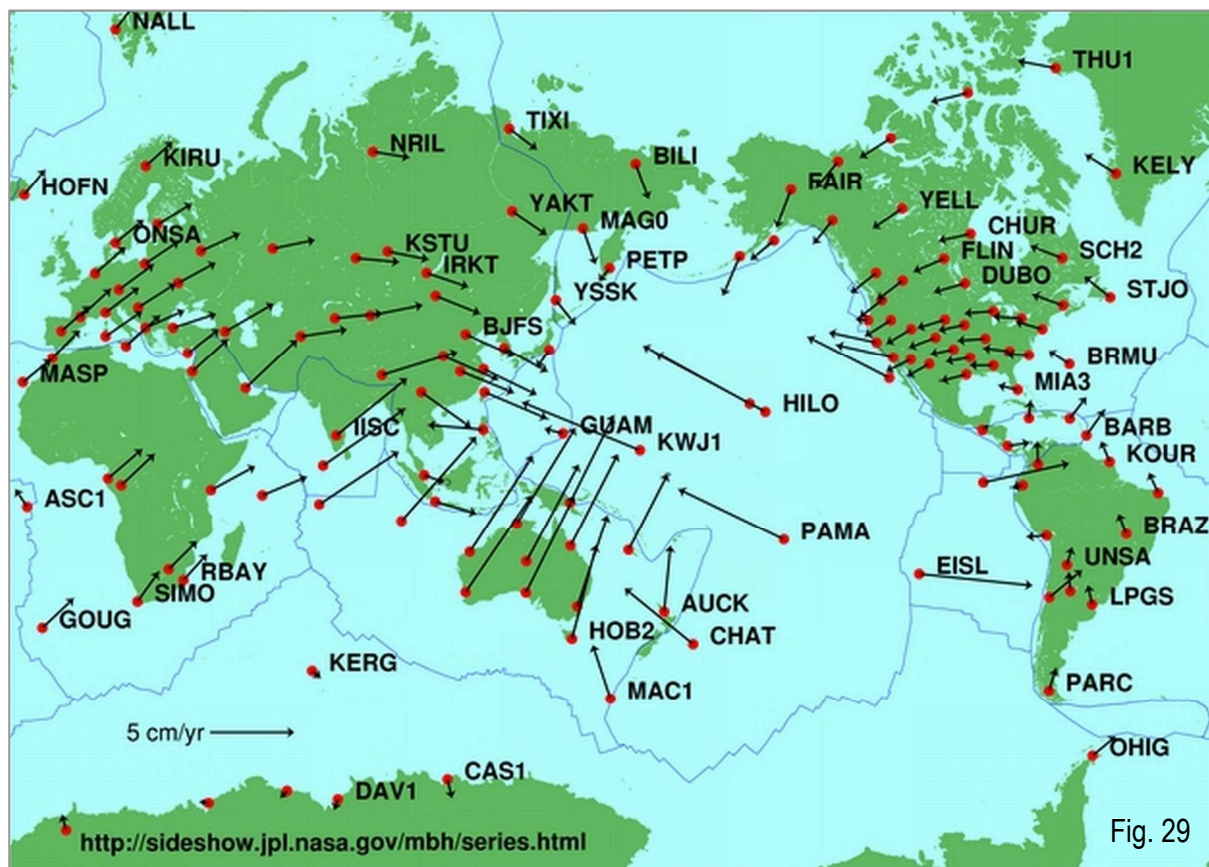 NALL
THU1
TIXI
NRIL
BILI
KIRU
KELY
HOFN
FAIR
YELL
YAKT
MAG0
CHUR
ONSA
KSTU
FLIN
SCH2
PETP
IRKT
DUBO
STJO
YSSK
BJFS
BRMU
MASP
MIA3
HILO
IISC
GUAM
BARB
KWJ1
KOUR
ASC1
BRAZ
PAMA
UNSA
EISL
RBAY
SIMO
LPGS
AUCK
GOUG
HOB2
CHAT
KERG
PARC
MAC1
5 cm/yr
OHIG
CAS1
DAV1
http://sideshow.jpl.nasa.gov/mbh/series.html
Fig. 29